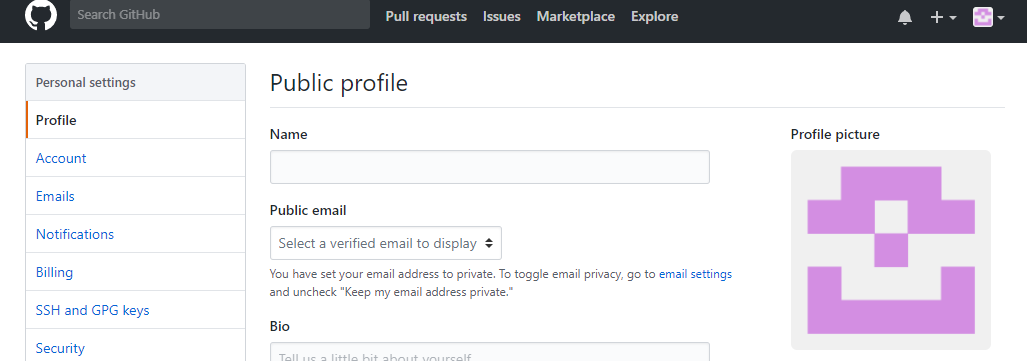 Search GitHub
Pull requests Issues Marketplace Explore
Personal settings
Profile
Account
Emails
Notifications
Billing
SSH and GPG keys
Security
Public profile
Name
Public email
Select a verified email to display
You have set your email address to private. To toggle email privacy, go to email settings
and uncheck "Keep my email address private."
Bio
Tell us a little bit about yourself
Profile picture